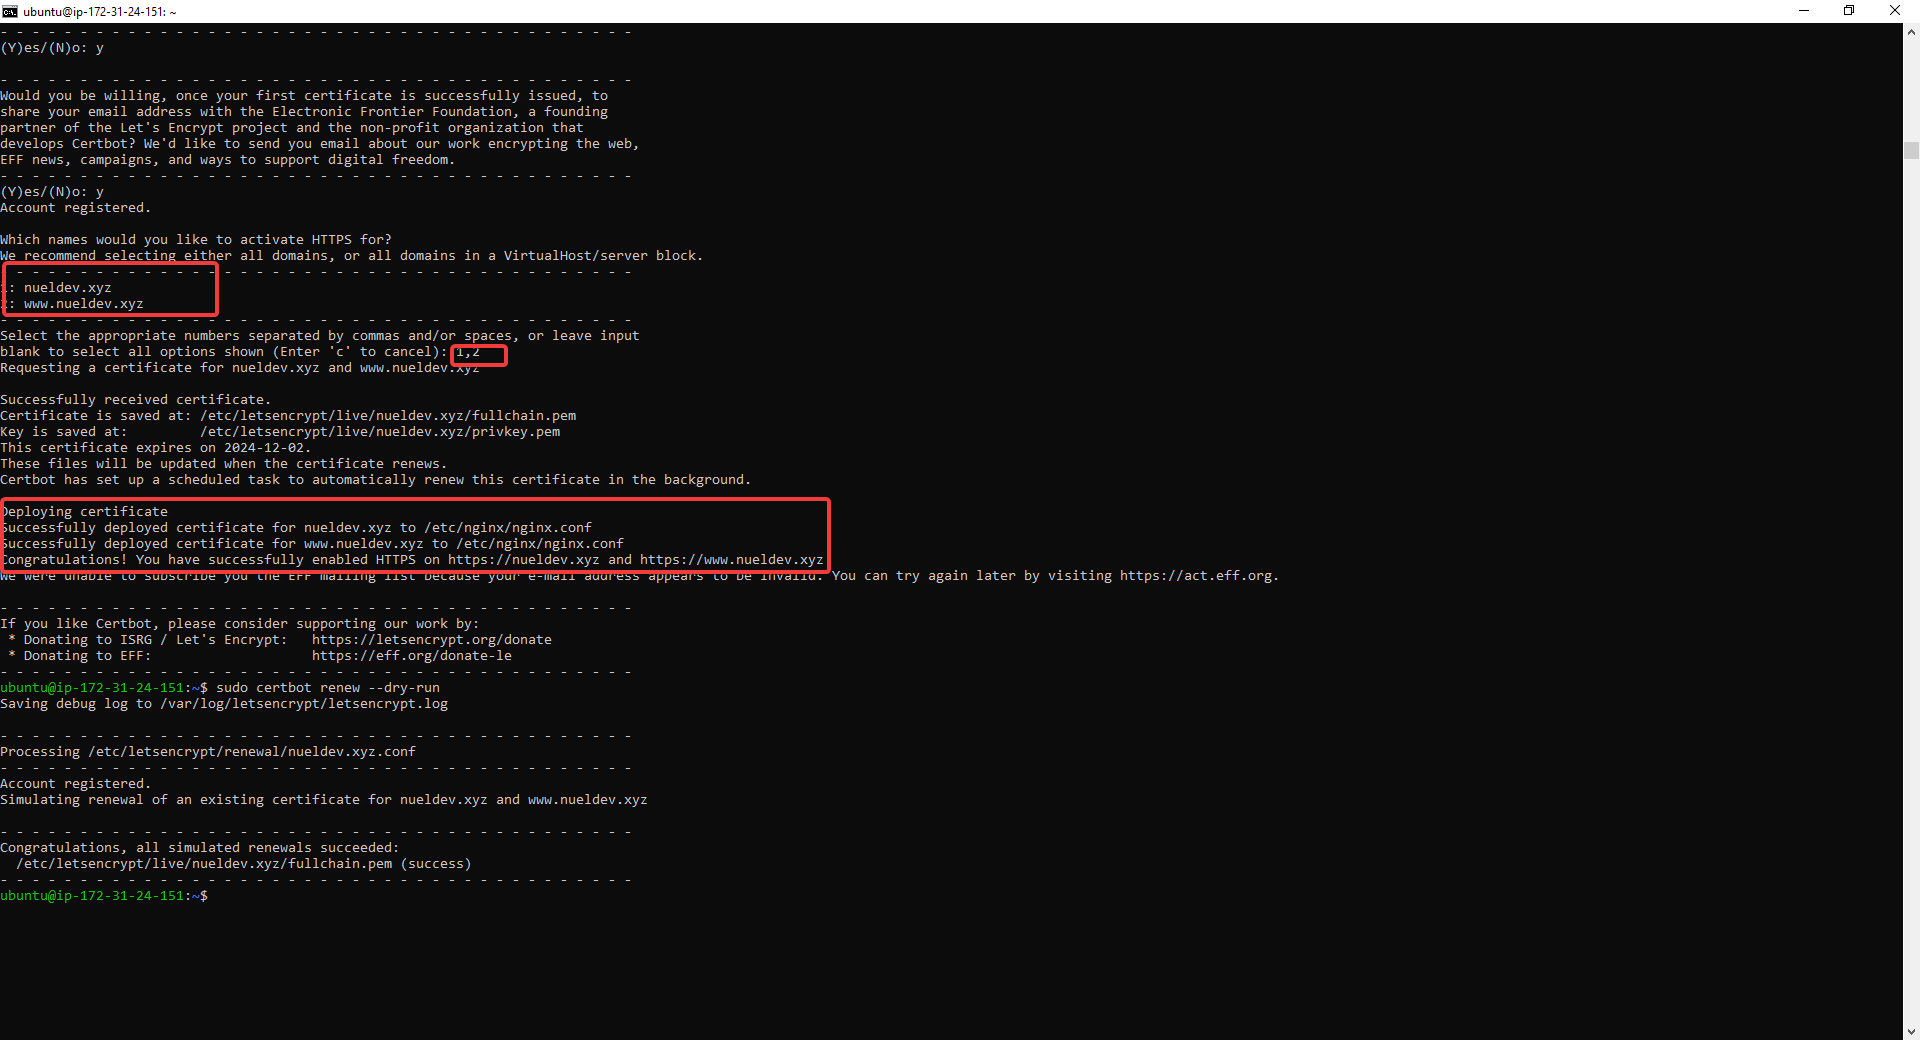 ubuntu@ip-172-31-24-151: ~
- - - - - - - - - - - - - - - - - - - - - - - - - - - - - - - - - - - - - - - -
(Y)es/(N)o: y
- - - - - - - - - - - - - - - - - - - - - - - - - - - - - - - - - - - - - - - -
Would you be willing, once your first certificate is successfully issued, to
share your email address with the Electronic Frontier Foundation, a founding
partner of the Let's Encrypt project and the non-profit organization that
develops Certbot? We'd like to send you email about our work encrypting the web,
EFF news, campaigns, and ways to support digital freedom.
- - - - - - - - - - - - - - - - - - - - - - - - - - - - - - - - - - - - - - - -
(Y)es/(N)o: y
Account registered.
Which names would you like to activate HTTPS for?
We recommend selecting either all domains, or all domains in a VirtualHost/server block.
- - - - - - - - - - - - - - - - - - - - - - - - - - - - - - - - - - - - - - - -
1: nueldev.xyz
2: www.nueldev.xyz
- - - - - - - - - - - - - - - - - - - - - - - - - - - - - - - - - - - - - - - -
Select the appropriate numbers separated by commas and/or spaces, or leave input
blank to select all options shown (Enter 'c' to cancel): 1,2
Requesting a certificate for nueldev.xyz and www.nueldev.xyz
Successfully received certificate.
Certificate is saved at: /etc/letsencrypt/live/nueldev.xyz/fullchain.pem
Key is saved at:         /etc/letsencrypt/live/nueldev.xyz/privkey.pem
This certificate expires on 2024-12-02.
These files will be updated when the certificate renews.
Certbot has set up a scheduled task to automatically renew this certificate in the background.
Deploying certificate
Successfully deployed certificate for nueldev.xyz to /etc/nginx/nginx.conf
Successfully deployed certificate for www.nueldev.xyz to /etc/nginx/nginx.conf
Congratulations! You have successfully enabled HTTPS on https://nueldev.xyz and https://www.nueldev.xyz
We were unable to subscribe you the EFF mailing list because your e-mail address appears to be invalid. You can try again later by visiting https://act.eff.org.
- - - - - - - - - - - - - - - - - - - - - - - - - - - - - - - - - - - - - - - -
If you like Certbot, please consider supporting our work by:
 * Donating to ISRG / Let's Encrypt:   https://letsencrypt.org/donate
 * Donating to EFF:                    https://eff.org/donate-le
- - - - - - - - - - - - - - - - - - - - - - - - - - - - - - - - - - - - - - - -
ubuntu@ip-172-31-24-151:~$ sudo certbot renew --dry-run
Saving debug log to /var/log/letsencrypt/letsencrypt.log
- - - - - - - - - - - - - - - - - - - - - - - - - - - - - - - - - - - - - - - -
Processing /etc/letsencrypt/renewal/nueldev.xyz.conf
- - - - - - - - - - - - - - - - - - - - - - - - - - - - - - - - - - - - - - - -
Account registered.
Simulating renewal of an existing certificate for nueldev.xyz and www.nueldev.xyz
- - - - - - - - - - - - - - - - - - - - - - - - - - - - - - - - - - - - - - - -
Congratulations, all simulated renewals succeeded:
  /etc/letsencrypt/live/nueldev.xyz/fullchain.pem (success)
- - - - - - - - - - - - - - - - - - - - - - - - - - - - - - - - - - - - - - - -
ubuntu@ip-172-31-24-151:~$